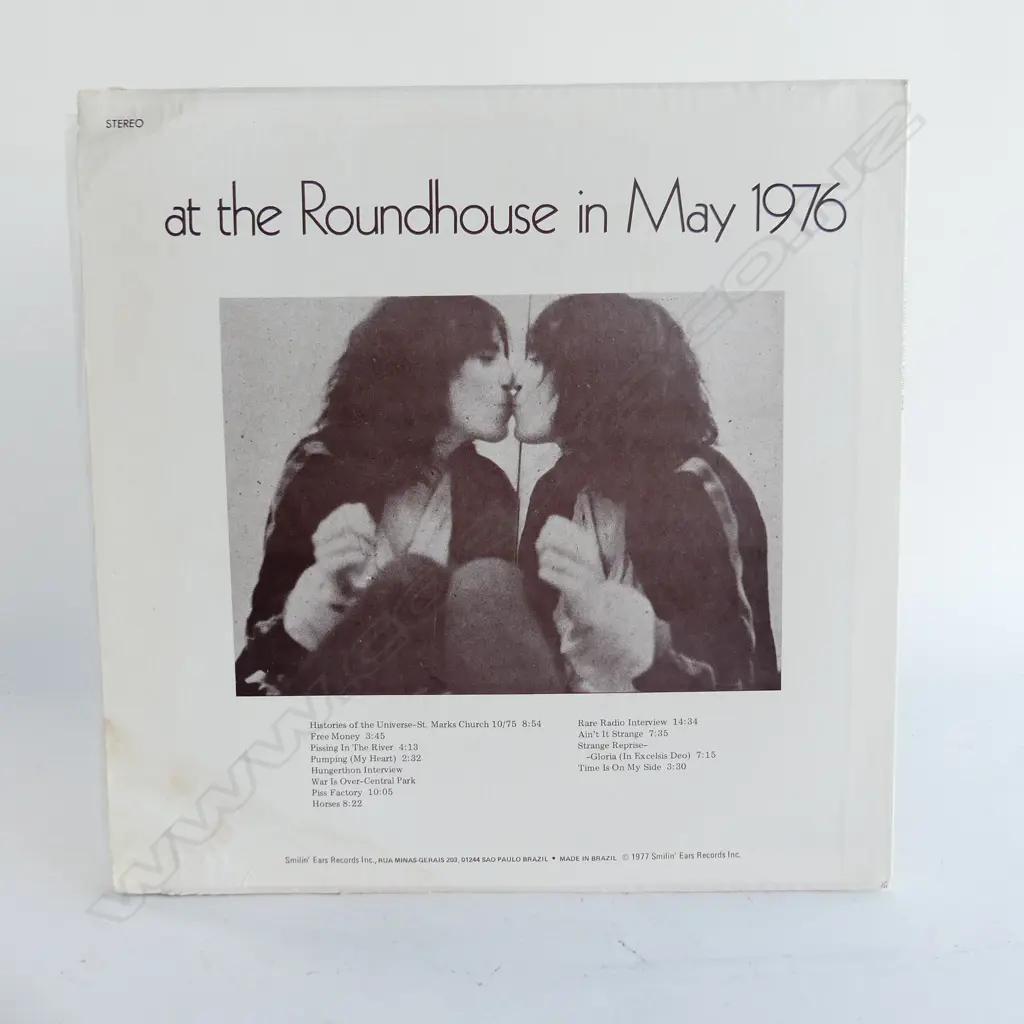 STEREO
at the Roundhouse in May 1976
Histories of the Universe-St. Marks Church 10/75 8:54
Free Money 3:45
Pissing In The River 4:13
Pumping (My Heart) 2:32
Hungerthon Interview
War Is Over-Central Park
Piss Factory 10:05
Horses 8:22
Rare Radio Interview 14:34
Ain't It Strange 7:35
Strange Reprise-
-Gloria (In Excelsis Deo) 7:15
Time Is On My Side 3:30
Smilin' Ears Records Inc., RUA MINAS-GERAIS 203, 01244 SAO PAULO BRAZIL • MADE IN BRAZIL © 1977 Smilin' Ears Records Inc.